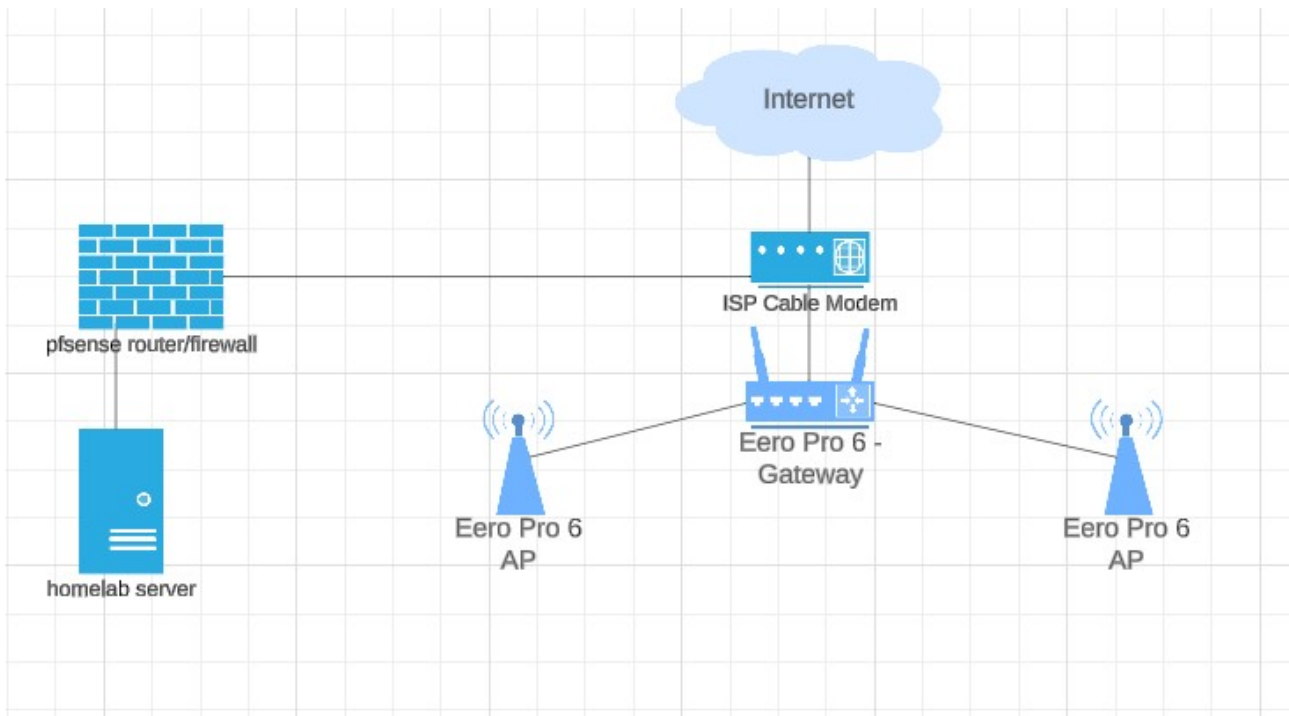 Internet
ISP Cable Modem
pfsense router/firewall
Eero Pro 6 -
Gateway
Eero Pro 6
AP
Eero Pro 6
AP
homelab server